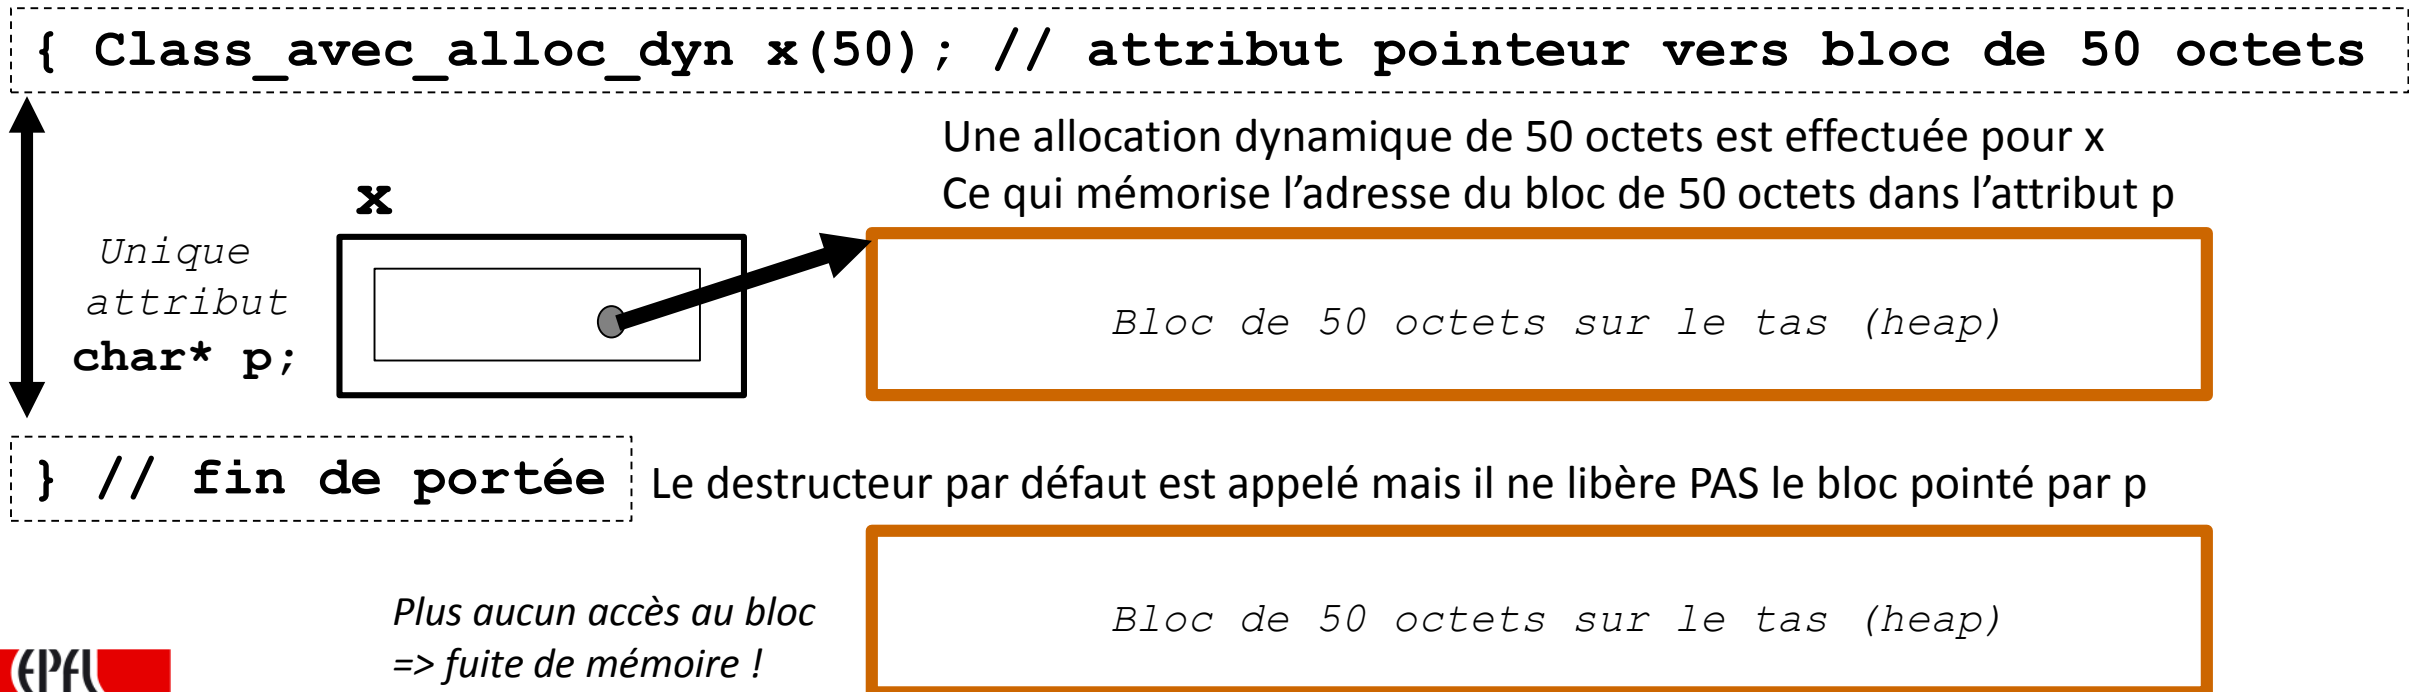 { Class_avec_alloc_dyn x(50); // attribut pointeur vers bloc de 50 octets
Une allocation dynamique de 50 octets est effectuée pour x
Ce qui mémorise l’adresse du bloc de 50 octets dans l’attribut p
x
Unique
attribut
char* p;
Bloc de 50 octets sur le tas (heap)
} // fin de portée
Le destructeur par défaut est appelé mais il ne libère PAS le bloc pointé par p
Plus aucun accès au bloc
=> fuite de mémoire !
Bloc de 50 octets sur le tas (heap)
EPFL